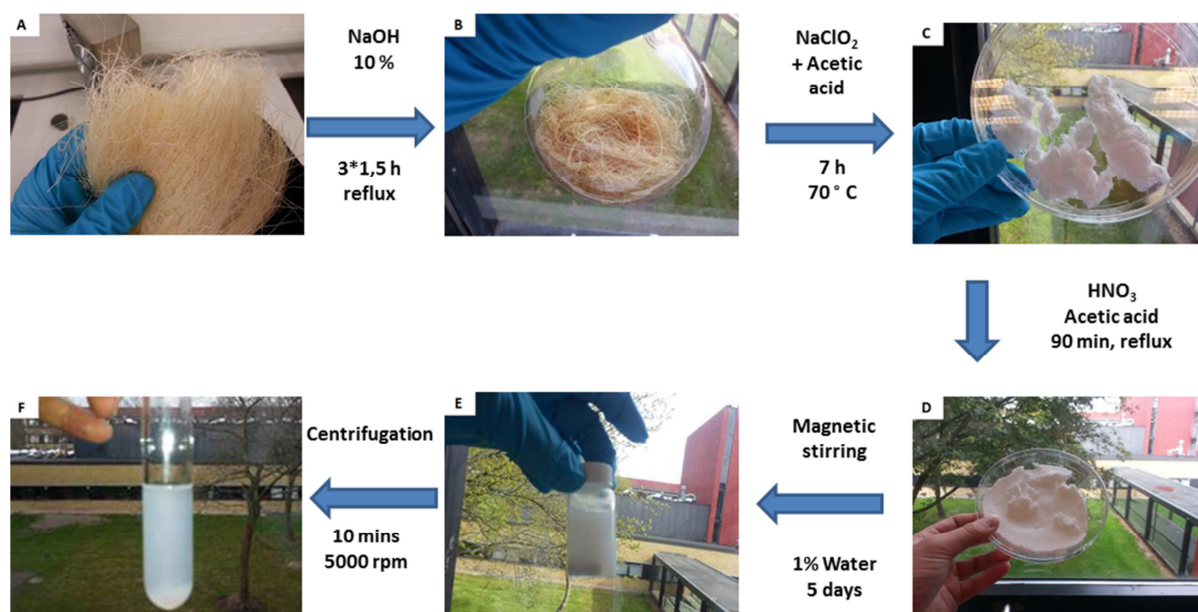 A
NaOH
10 %
3*1,5 h
reflux
B
NaClO₂
+ Acetic
acid
7 h
70 ° C
C
HNO₃
Acetic acid
90 min, reflux
D
Magnetic
stirring
1% Water
5 days
E
Centrifugation
10 mins
5000 rpm
F